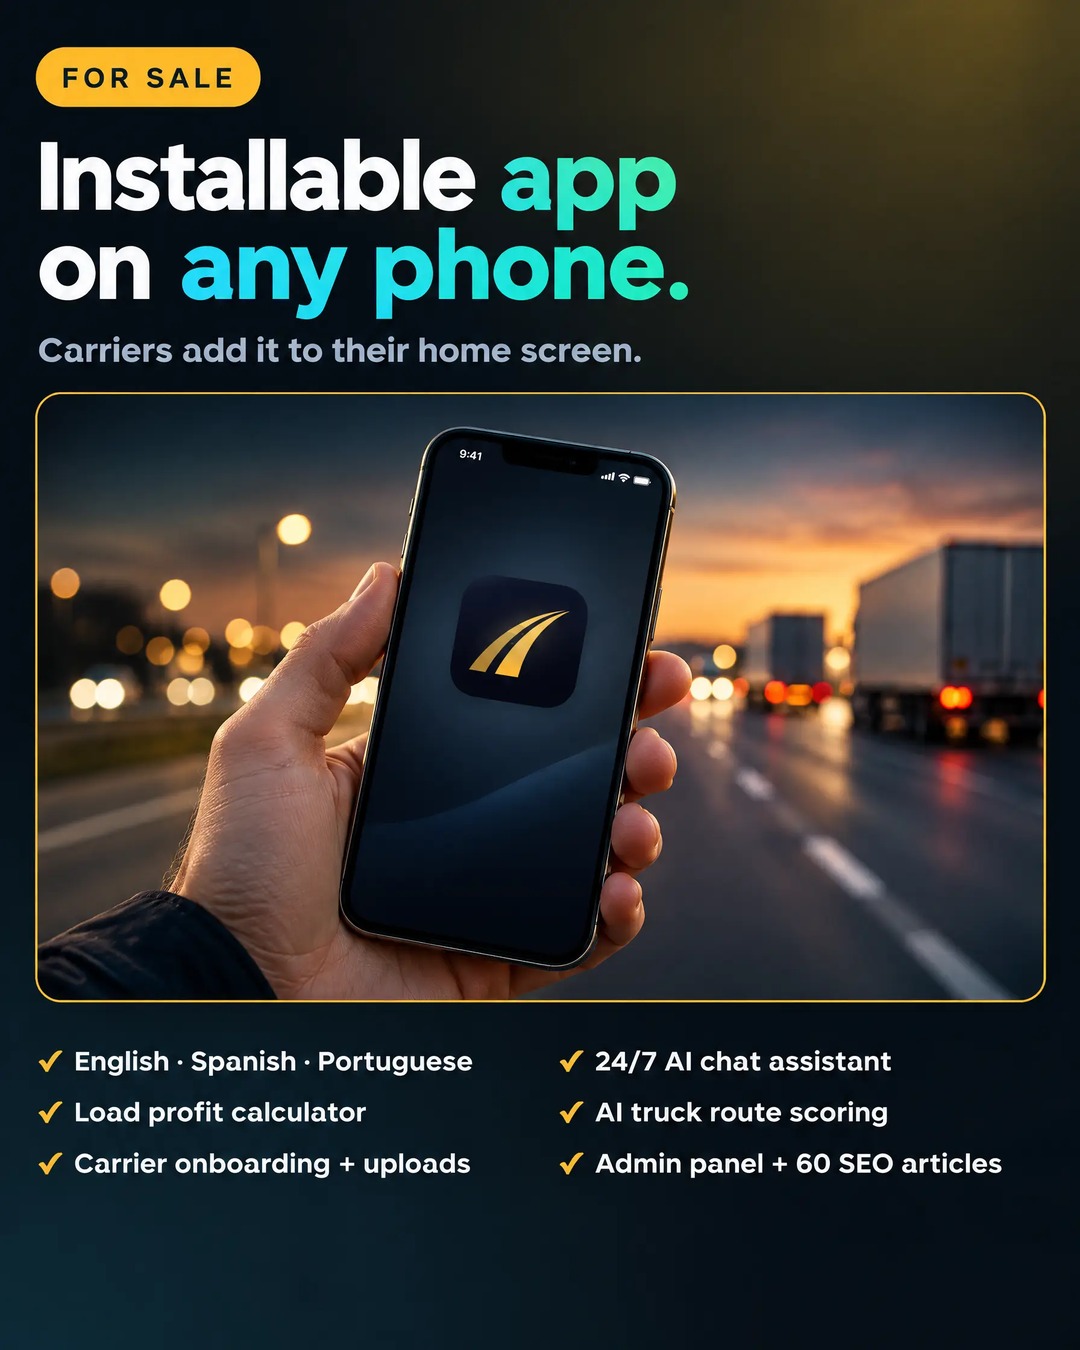 FOR SALE
Installable app
on any phone.
Carriers add it to their home screen.
9:41
✓ English · Spanish · Portuguese
✓ Load profit calculator
✓ Carrier onboarding + uploads
✓ 24/7 AI chat assistant
✓ AI truck route scoring
✓ Admin panel + 60 SEO articles